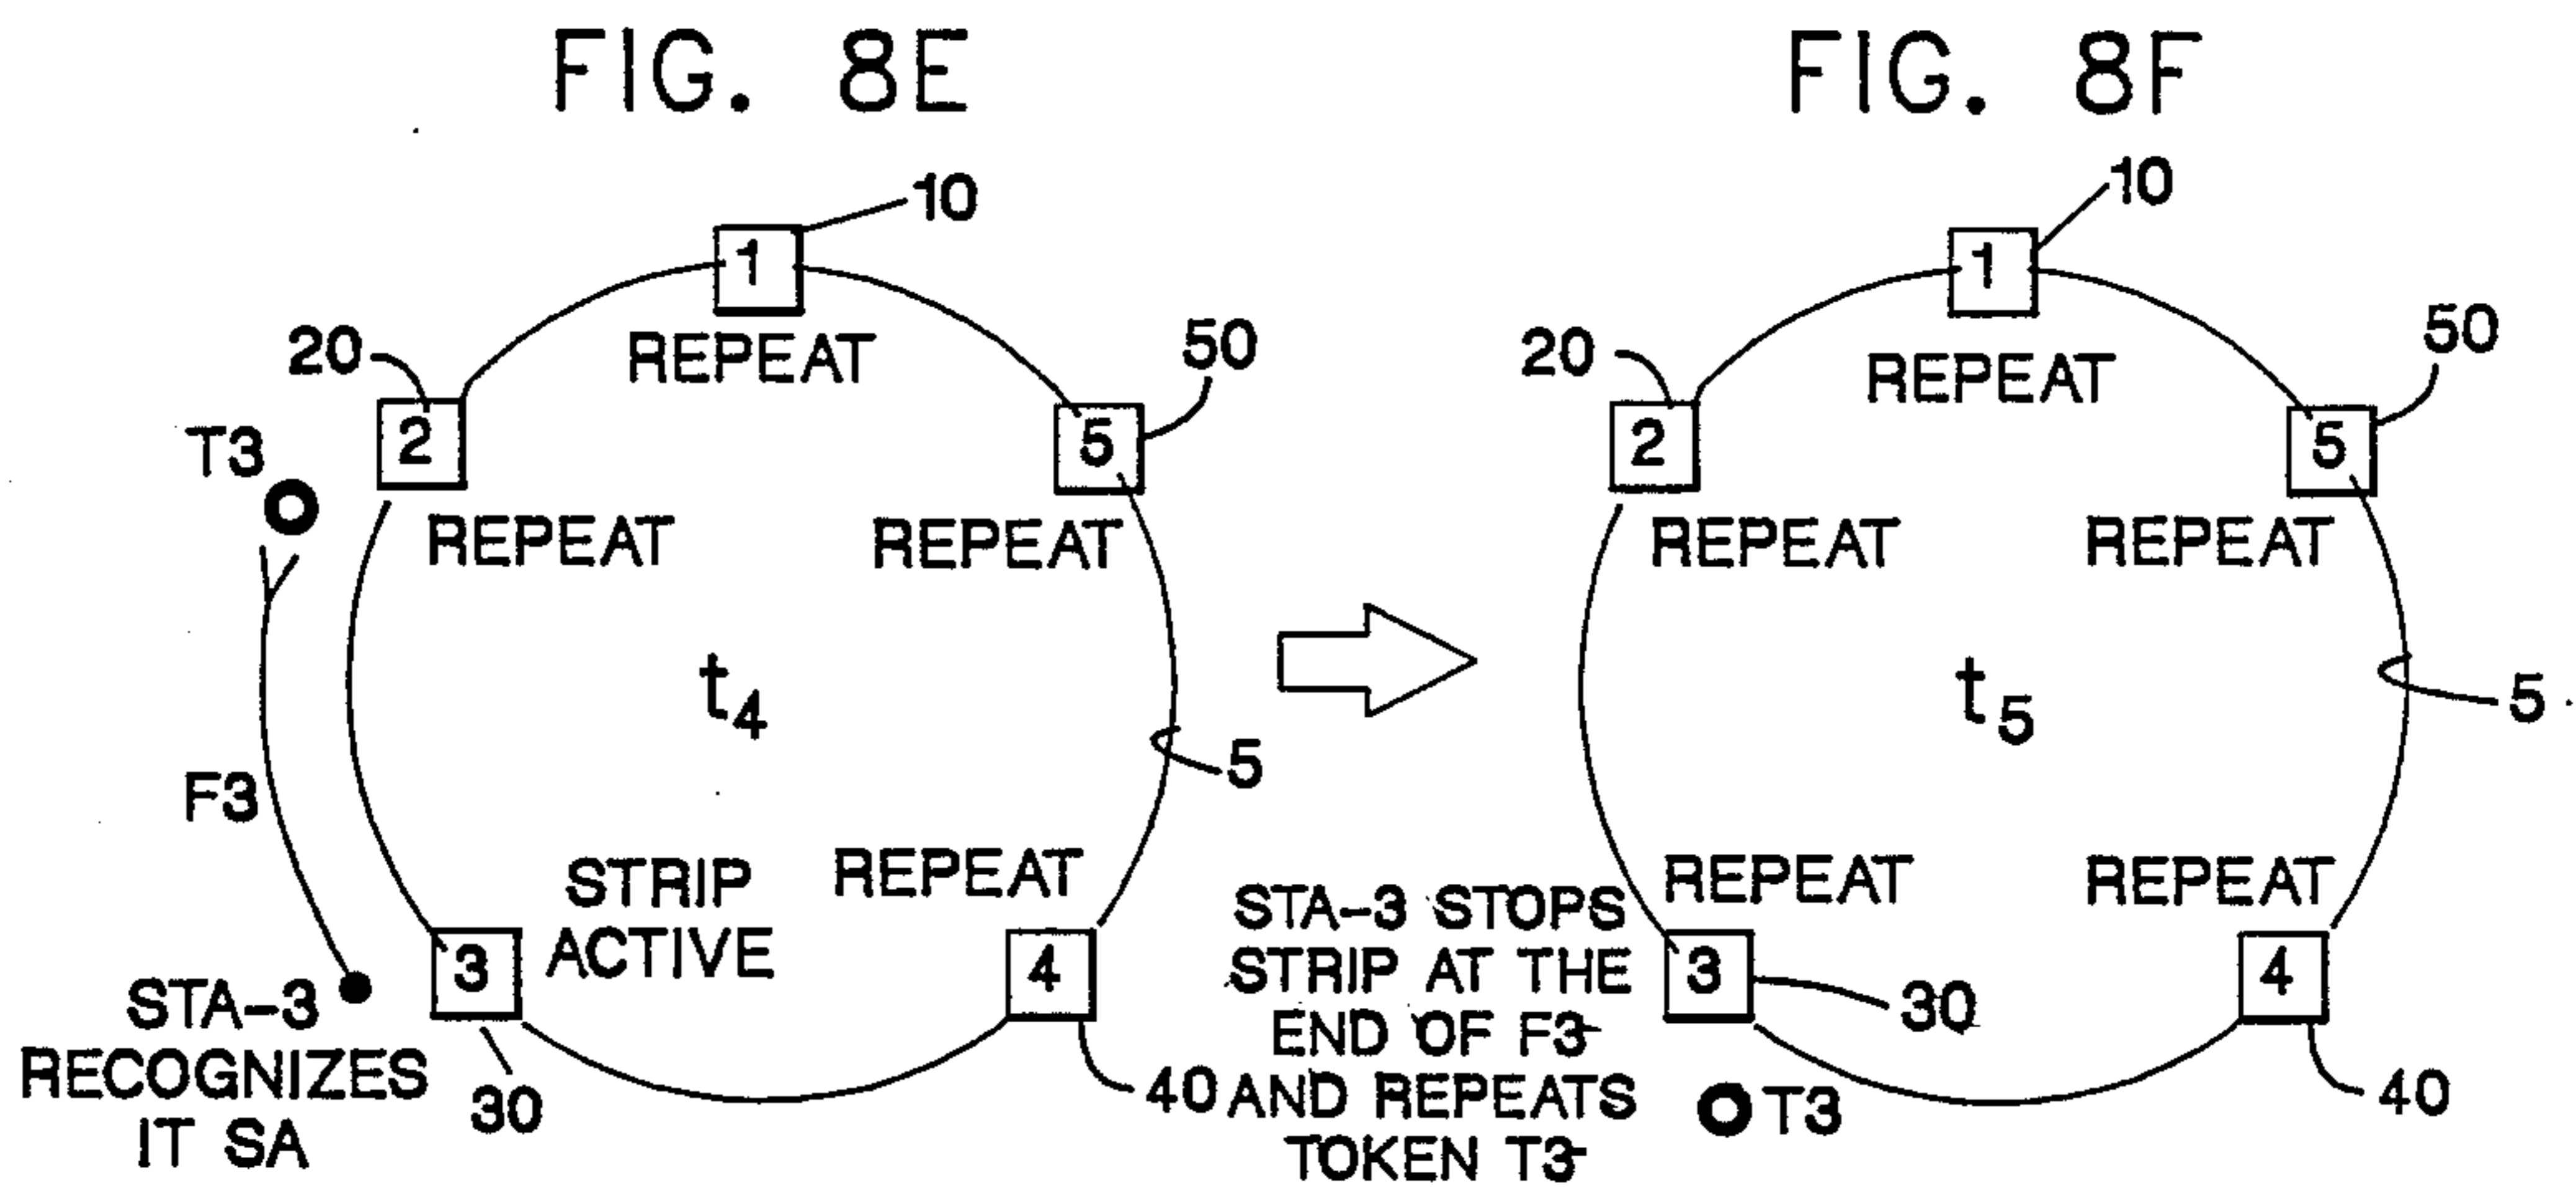 FIG. 8E
10
1
REPEAT
20
2
50
5
T3
REPEAT
REPEAT
t4
F3
5
STRIP
ACTIVE
REPEAT
3
4
STA-3
RECOGNIZES
IT SA
30
40
FIG. 8F
10
1
REPEAT
20
2
50
5
REPEAT
REPEAT
t5
5
REPEAT
REPEAT
STA-3 STOPS
STRIP AT THE
END OF F3-
AND REPEATS
TOKEN T3-
3
30
4
T3
40